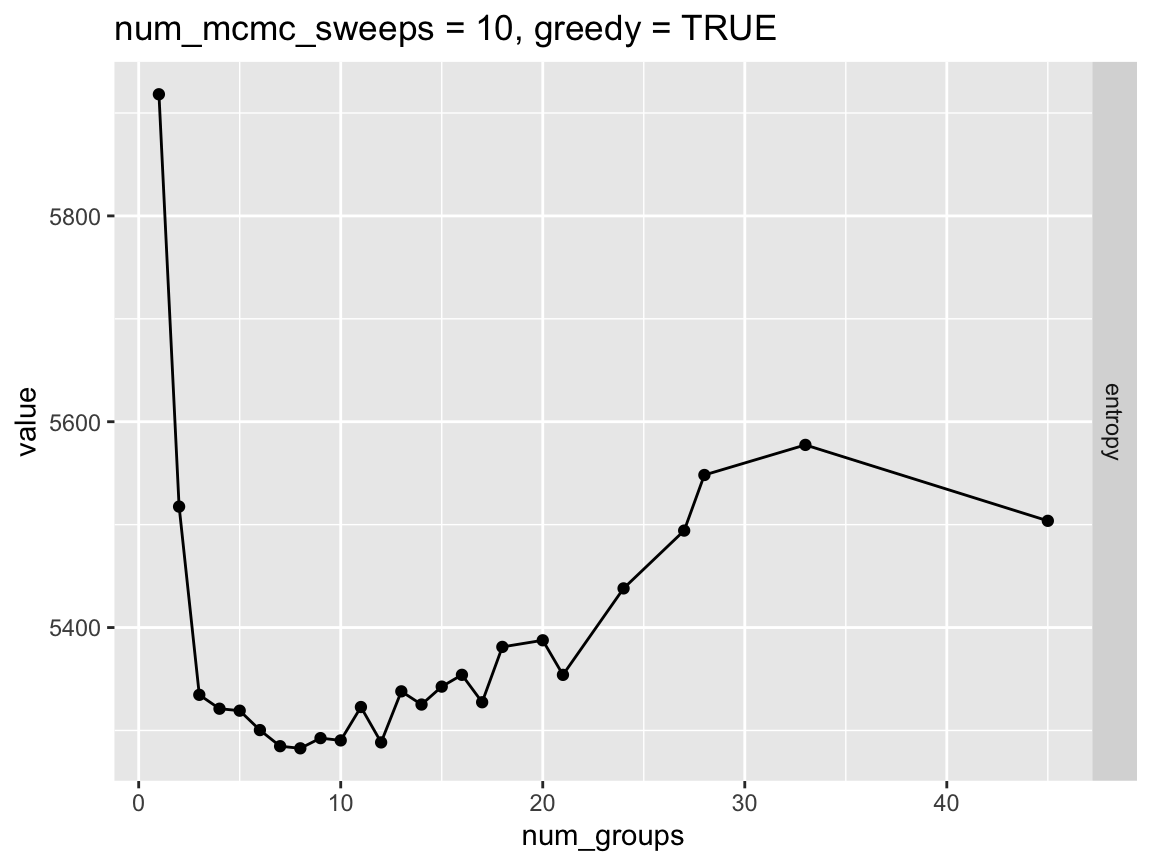 num_mcmc_sweeps = 10, greedy = TRUE
value
5800
5600
5400
entropy
0 10 20 30 40
num_groups